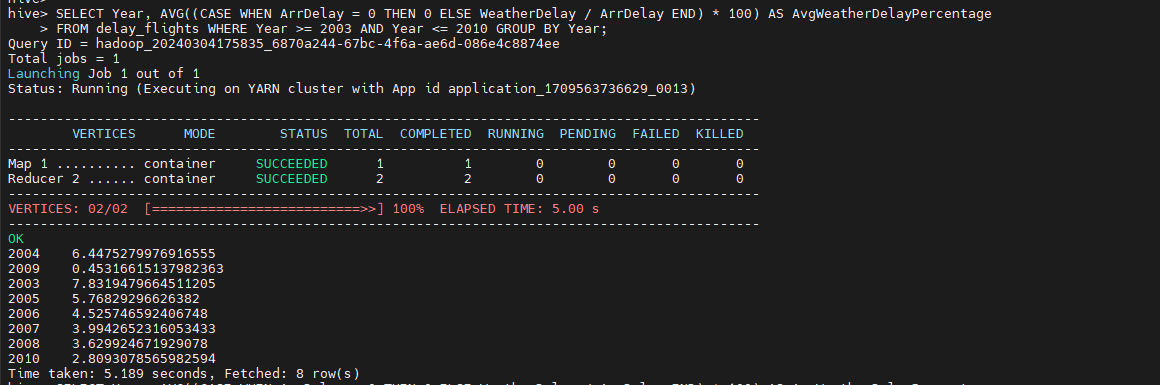 hive>
hive> SELECT Year, AVG((CASE WHEN ArrDelay = 0 THEN 0 ELSE WeatherDelay / ArrDelay END) * 100) AS AvgWeatherDelayPercentage
    > FROM delay_flights WHERE Year >= 2003 AND Year <= 2010 GROUP BY Year;
Query ID = hadoop_20240304175835_6870a244-67bc-4f6a-ae6d-086e4c8874ee
Total jobs = 1
Launching Job 1 out of 1
Status: Running (Executing on YARN cluster with App id application_1709563736629_0013)
----------------------------------------------------------------------------------------------
        VERTICES      MODE        STATUS  TOTAL  COMPLETED  RUNNING  PENDING  FAILED  KILLED
----------------------------------------------------------------------------------------------
Map 1 .......... container     SUCCEEDED      1          1        0        0       0       0
Reducer 2 ...... container     SUCCEEDED      2          2        0        0       0       0
----------------------------------------------------------------------------------------------
VERTICES: 02/02  [==========================>>] 100%  ELAPSED TIME: 5.00 s
----------------------------------------------------------------------------------------------
OK
2004    6.4475279976916555
2009    0.45316615137982363
2003    7.8319479664511205
2005    5.76829296626382
2006    4.525746592406748
2007    3.9942652316053433
2008    3.629924671929078
2010    2.8093078565982594
Time taken: 5.189 seconds, Fetched: 8 row(s)